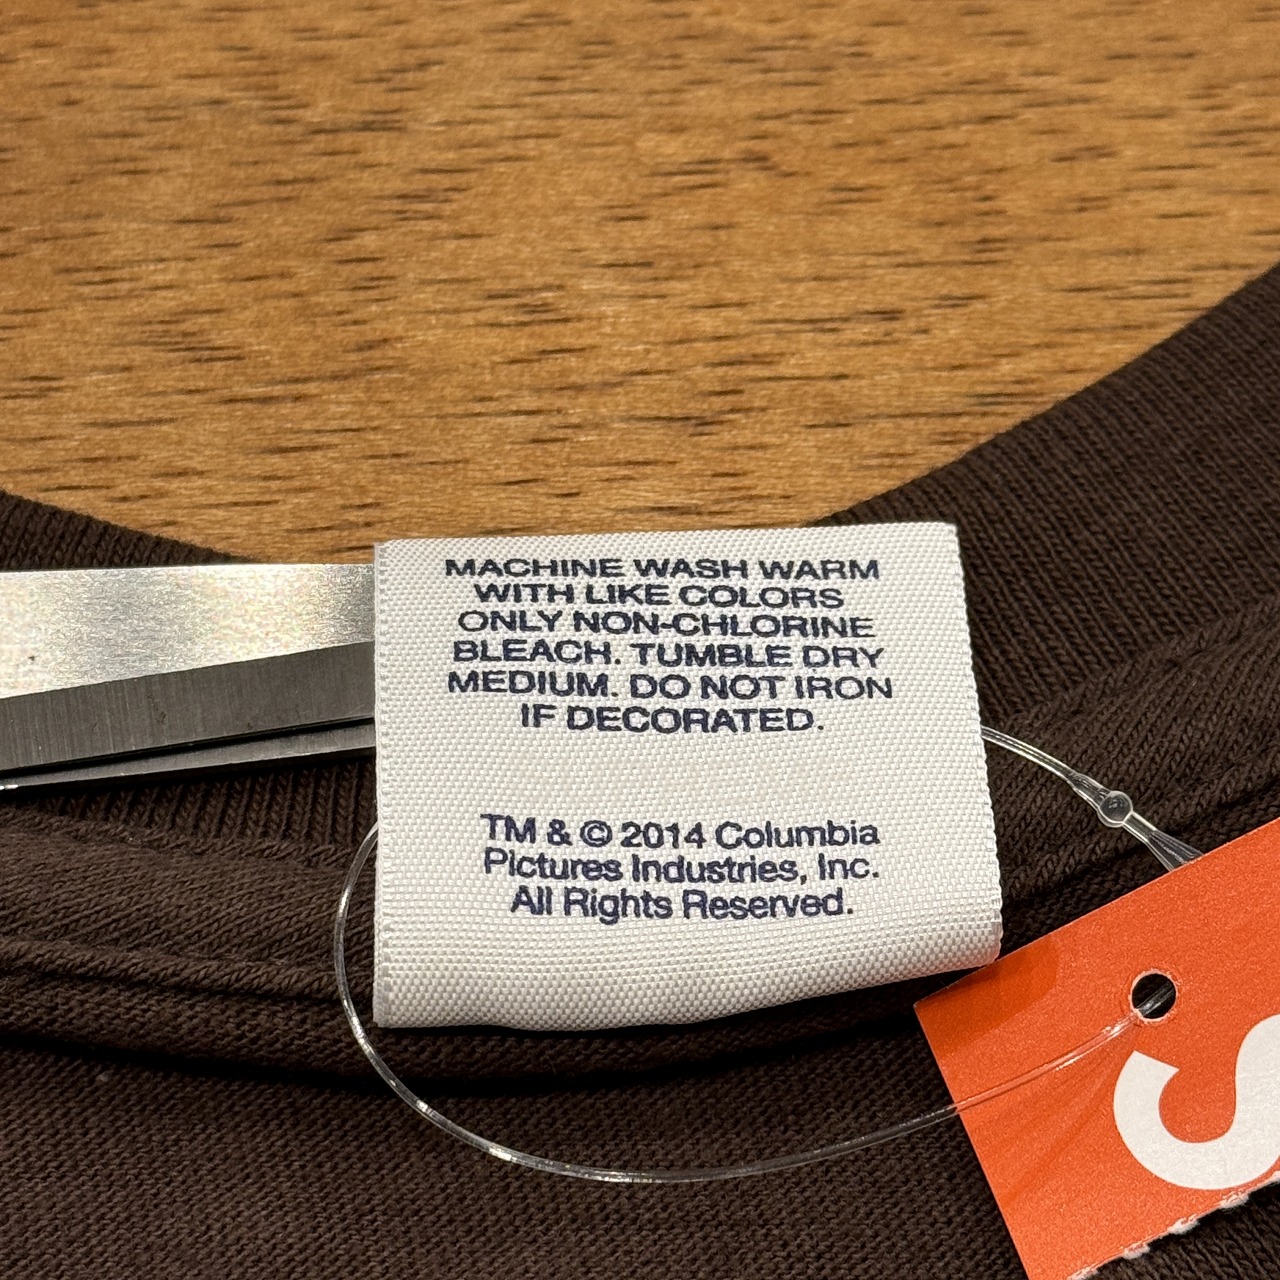 MACHINE WASH WARM
WITH LIKE COLORS
ONLY NON-CHLORINE
BLEACH. TUMBLE DRY
MEDIUM. DO NOT IRON
IF DECORATED.
TM & © 2014 Columbia
Pictures Industries, Inc.
All Rights Reserved.
S